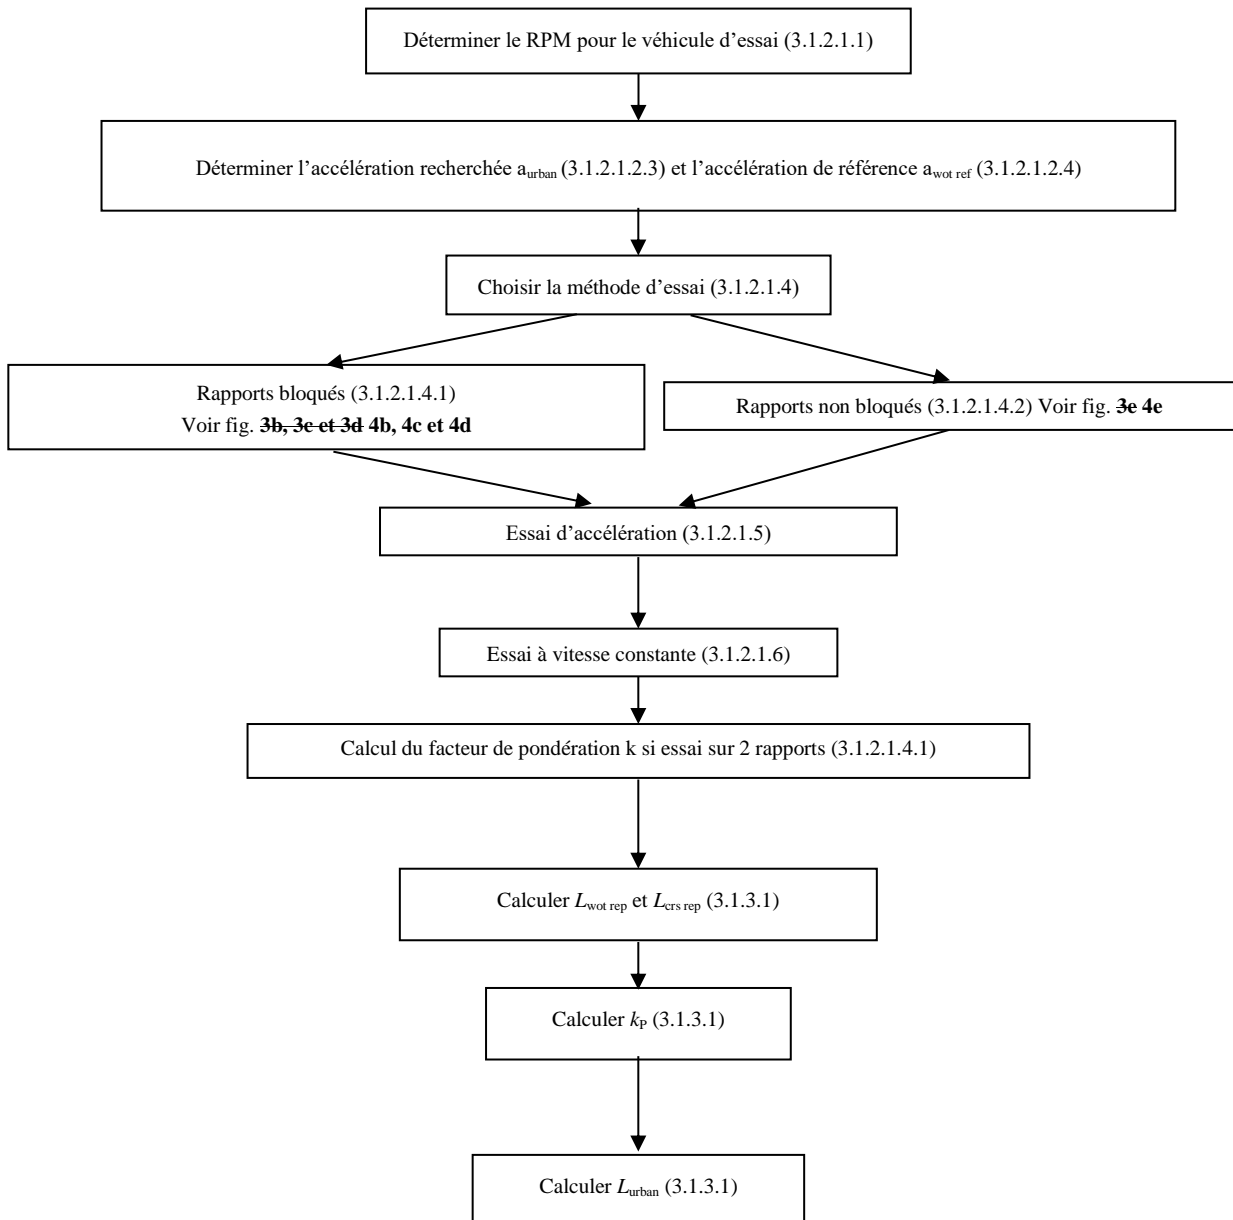 Déterminer le RPM pour le véhicule d’essai (3.1.2.1.1)
Déterminer l’accélération recherchée a urban (3.1.2.1.2.3) et l’accélération de référence a wot ref (3.1.2.1.2.4)
Choisir la méthode d’essai (3.1.2.1.4)
Rapports bloqués (3.1.2.1.4.1)
Voir fig. 3b, 3c et 3d 4b, 4c et 4d
Rapports non bloqués (3.1.2.1.4.2) Voir fig. 3e 4e
Essai d’accélération (3.1.2.1.5)
Essai à vitesse constante (3.1.2.1.6)
Calcul du facteur de pondération k si essai sur 2 rapports (3.1.2.1.4.1)
Calculer L wot rep et L crs rep (3.1.3.1)
Calculer k P (3.1.3.1)
Calculer L urban (3.1.3.1)